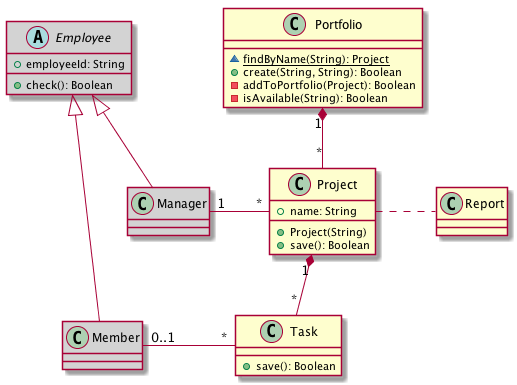 A Employee
employeeId: String
check(): Boolean
C Portfolio
findByName(String): Project
create(String, String): Boolean
addToPortfolio(Project): Boolean
isAvailable(String): Boolean
1
*
C Manager
1
*
C Project
name: String
Project(String)
save(): Boolean
C Report
1
*
C Member
0..1
*
C Task
save(): Boolean